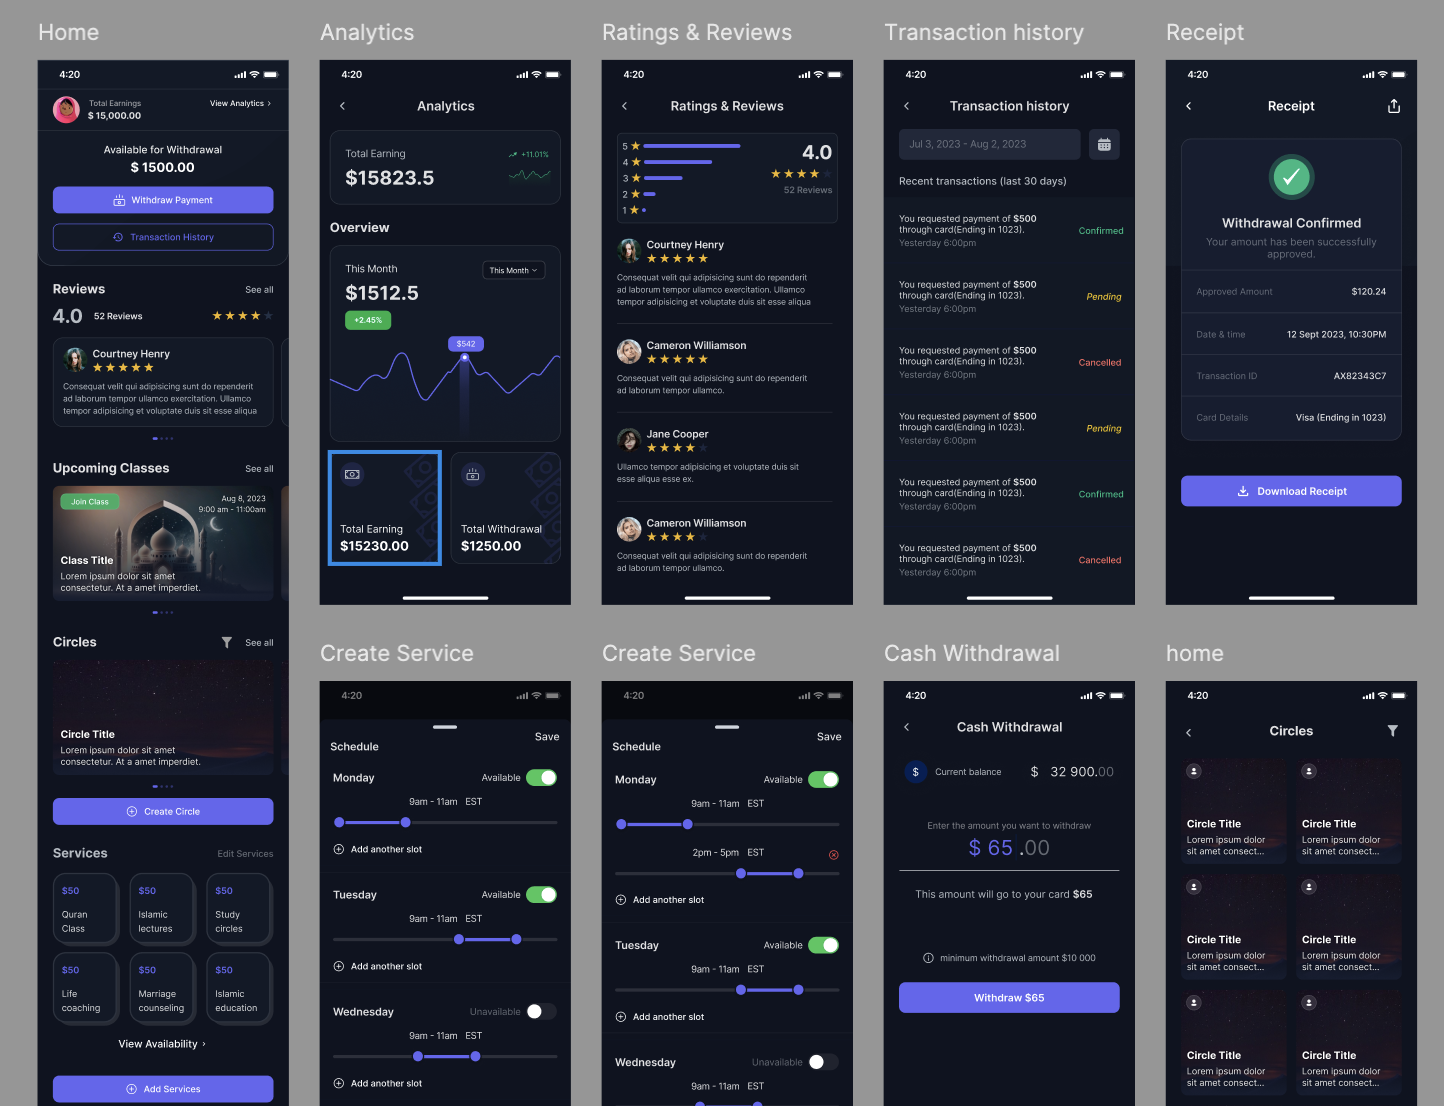 Home
4:20
Total Earnings
$ 15,000.00
View Analytics >
Available for Withdrawal
$ 1500.00
Withdraw Payment
Transaction History
Reviews
See all
4.0
52 Reviews
Courtney Henry
Consequat velit qui adipisicing sunt do reprehenderit
ad laborum tempor ullamco exercitation. Ullamco
tempor adipisicing et voluptate duis sit esse aliqua
Upcoming Classes
See all
Join Class
Aug 8, 2023
9:00 am - 11:00am
Class Title
Lorem ipsum dolor sit amet
consectetur. At a amet imperdiet.
Circles
See all
Circle Title
Lorem ipsum dolor sit amet
consectetur. At a amet imperdiet.
Create Circle
Services
Edit Services
$50
Quran
Class
$50
Islamic
lectures
$50
Study
circles
$50
Life
coaching
$50
Marriage
counseling
$50
Islamic
education
View Availability >
Add Services
Analytics
4:20
Analytics
Total Earning
$15823.5
+11.01%
Overview
This Month
$1512.5
This Month
+2.45%
$542
Total Earning
$15230.00
Total Withdrawal
$1250.00
Ratings & Reviews
4:20
Ratings & Reviews
5
4
3
2
1
4.0
52 Reviews
Courtney Henry
Consequat velit qui adipisicing sunt do rependerit
ad laborum tempor ullamco exercitation. Ullamco
tempor adipisicing et voluptate duis sit esse aliqua
Cameron Williamson
Consequat velit qui adipisicing sunt do rependerit
ad laborum tempor ullamco.
Jane Cooper
Ullamco tempor adipisicing et voluptate duis sit
esse aliqua esse ex.
Cameron Williamson
Consequat velit qui adipisicing sunt do rependerit
ad laborum tempor ullamco.
Transaction history
4:20
Transaction history
Jul 3, 2023 - Aug 2, 2023
Recent transactions (last 30 days)
You requested payment of $500
through card(Ending in 1023).
Yesterday 6:00pm
Confirmed
You requested payment of $500
through card(Ending in 1023).
Yesterday 6:00pm
Pending
You requested payment of $500
through card(Ending in 1023).
Yesterday 6:00pm
Cancelled
You requested payment of $500
through card(Ending in 1023).
Yesterday 6:00pm
Pending
You requested payment of $500
through card(Ending in 1023).
Yesterday 6:00pm
Confirmed
You requested payment of $500
through card(Ending in 1023).
Yesterday 6:00pm
Cancelled
Receipt
4:20
Receipt
Withdrawal Confirmed
Your amount has been successfully
approved.
Approved Amount
$120.24
Date & time
12 Sept 2023, 10:30PM
Transaction ID
AX82343C7
Card Details
Visa (Ending in 1023)
Download Receipt
Create Service
4:20
Save
Schedule
Monday
Available
9am - 11am EST
Add another slot
Tuesday
Available
9am - 11am EST
Add another slot
Wednesday
Unavailable
9am - 11am EST
Add another slot
Create Service
4:20
Save
Schedule
Monday
Available
9am - 11am EST
2pm - 5pm EST
Add another slot
Tuesday
Available
9am - 11am EST
Add another slot
Wednesday
Unavailable
9am - 11am EST
Cash Withdrawal
4:20
Cash Withdrawal
$
Current balance
$ 32 900.00
Enter the amount you want to withdraw
$ 65 .00
This amount will go to your card $65
minimum withdrawal amount $10 000
Withdraw $65
home
4:20
Circles
Circle Title
Lorem ipsum dolor
sit amet consect...
Circle Title
Lorem ipsum dolor
sit amet consect...
Circle Title
Lorem ipsum dolor
sit amet consect...
Circle Title
Lorem ipsum dolor
sit amet consect...
Circle Title
Lorem ipsum dolor
sit amet consect...
Circle Title
Lorem ipsum dolor
sit amet consect...